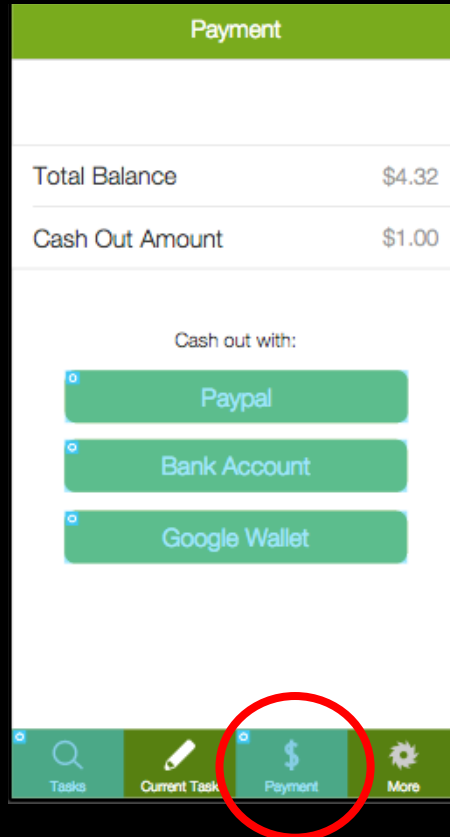 Payment
Total Balance $4.32
Cash Out Amount $1.00
Cash out with:
Paypal
Bank Account
Google Wallet
Tasks Current Task $ Payment More